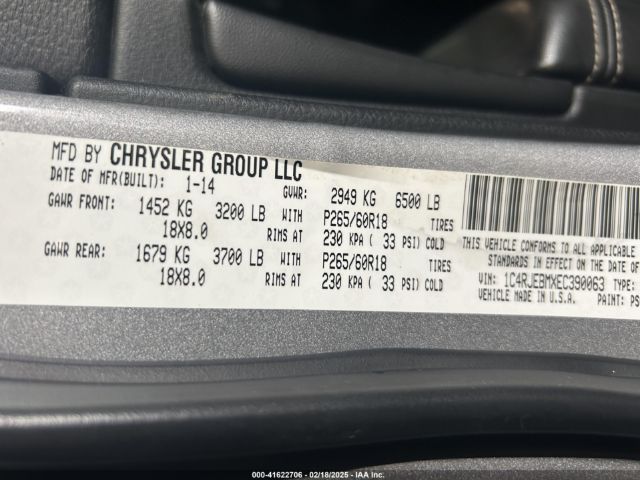 MFD BY CHRYSLER GROUP LLC
DATE OF MFR(BUILT): 1-14 GVWR: 2949 KG 6500 LB
GAWR FRONT: 1452 KG 3200 LB WITH P265/60R18 TIRES
18X8.0 RIMS AT 230 KPA ( 33 PSI) COLD
GAWR REAR: 1679 KG 3700 LB WITH P265/60R18 TIRES
18X8.0 RIMS AT 230 KPA ( 33 PSI) COLD
THIS VEHICLE CONFORMS TO ALL APPLICABLE
STANDARDS IN EFFECT ON THE
VIN: 1C4RJEBMXEC390063 TYPE:
VEHICLE MADE IN U.S.A. PAINT: PS
000-41622706 - 02/18/2025 - IAA Inc.